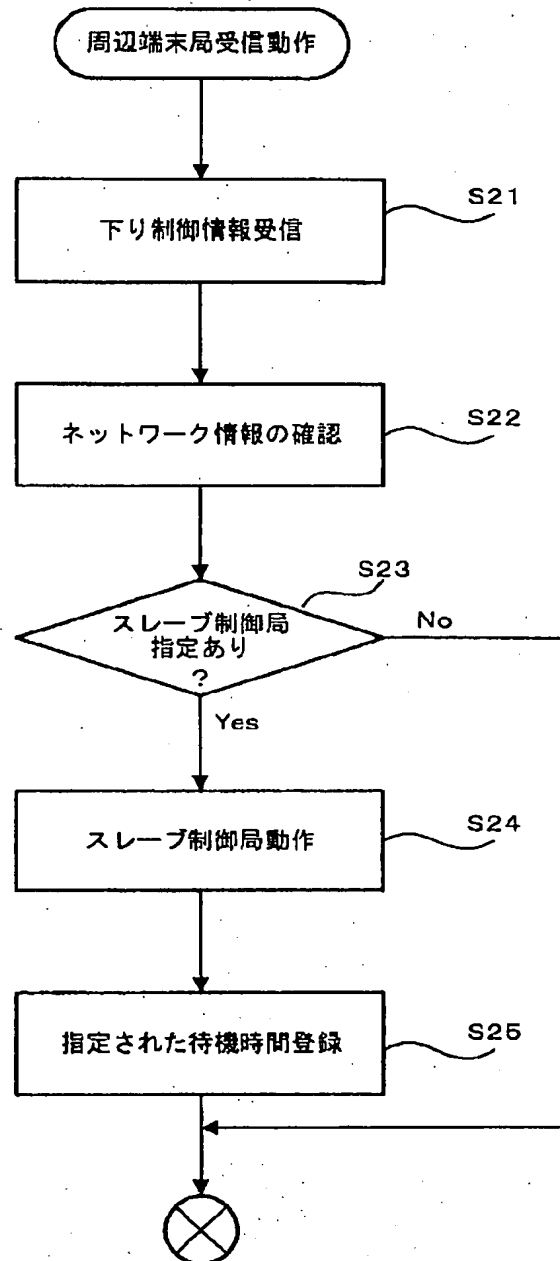 周辺端末局受信動作
下り制御情報受信
S21
ネットワーク情報の確認
S22
S23
スレーブ制御局
指定あり
?
No
Yes
スレーブ制御局動作
S24
指定された待機時間登録
S25